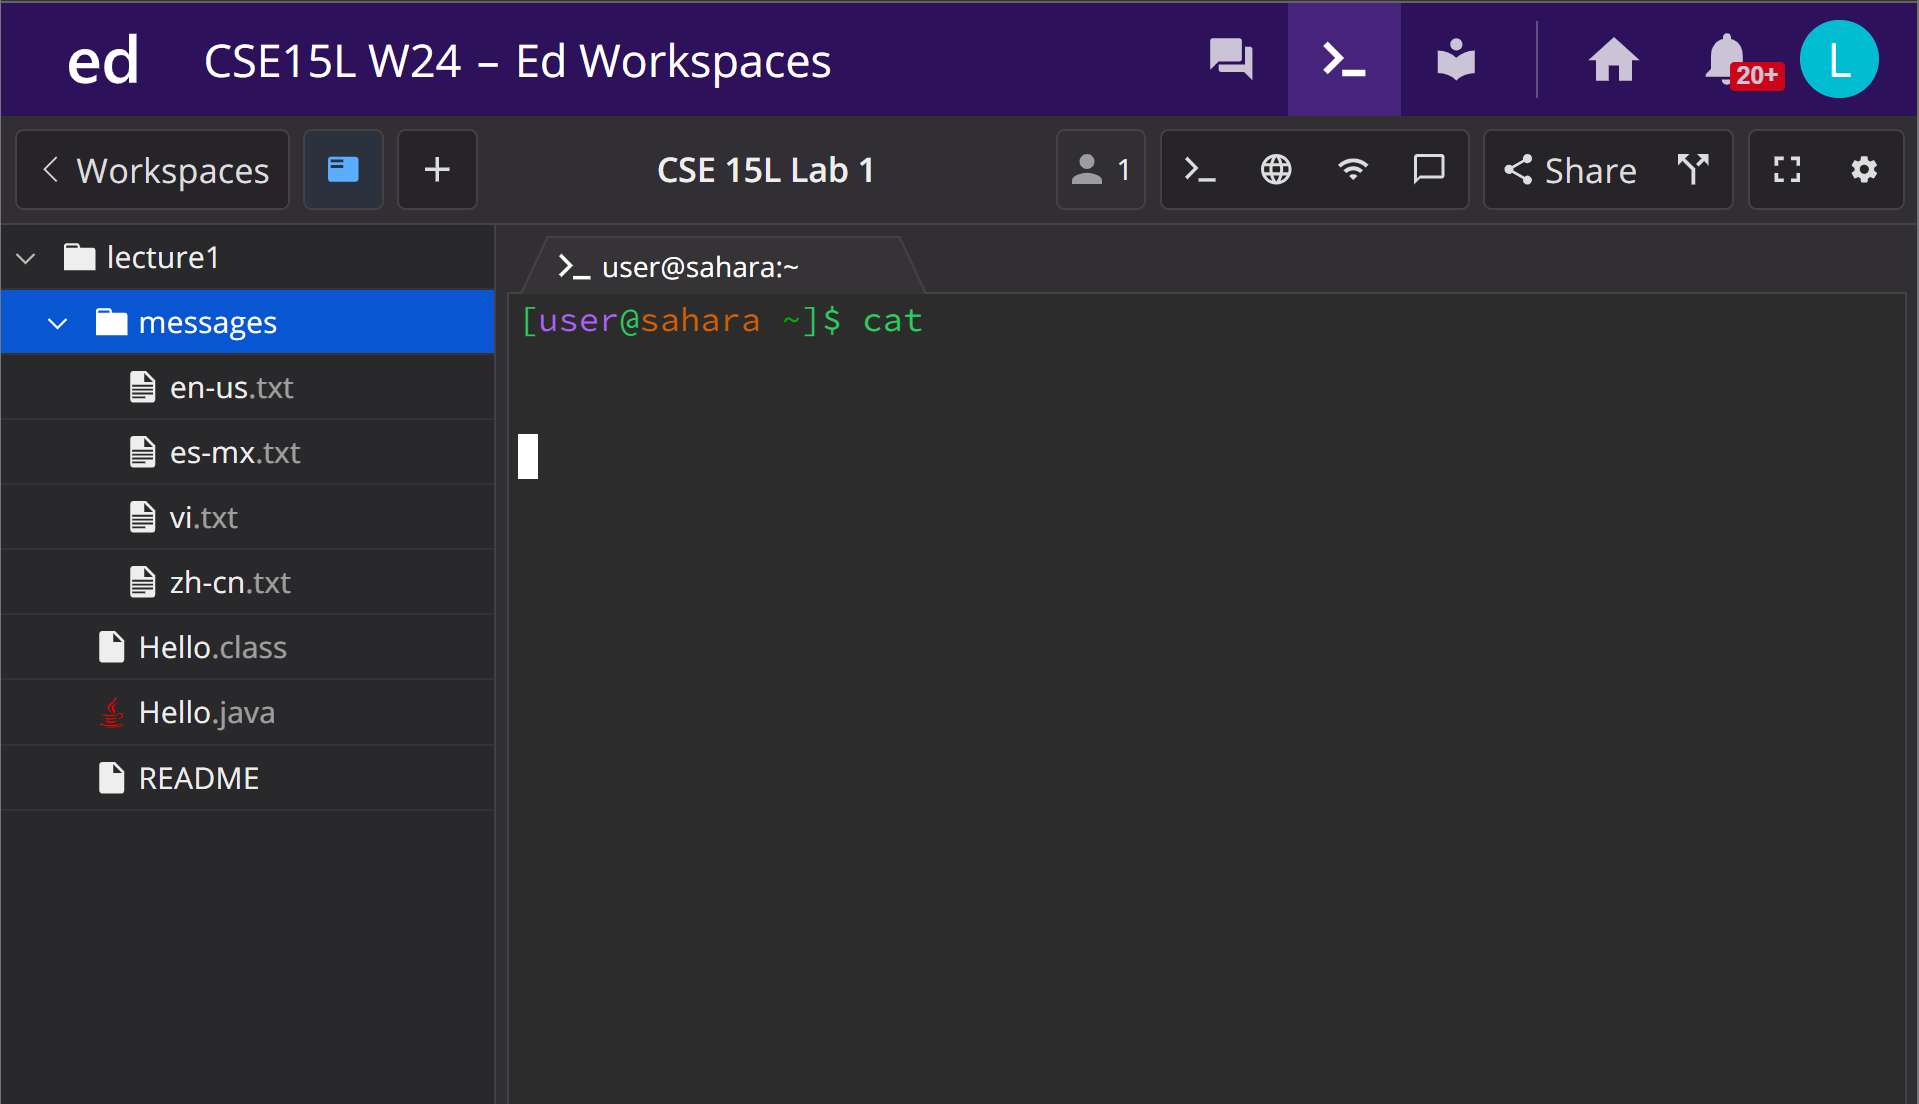 ed CSE15L W24 – Ed Workspaces 20+ L
Workspaces + CSE 15L Lab 1 1 Share
lecture1
messages
en-us.txt
es-mx.txt
vi.txt
zh-cn.txt
Hello.class
Hello.java
README
user@sahara:~
[user@sahara ~]$ cat